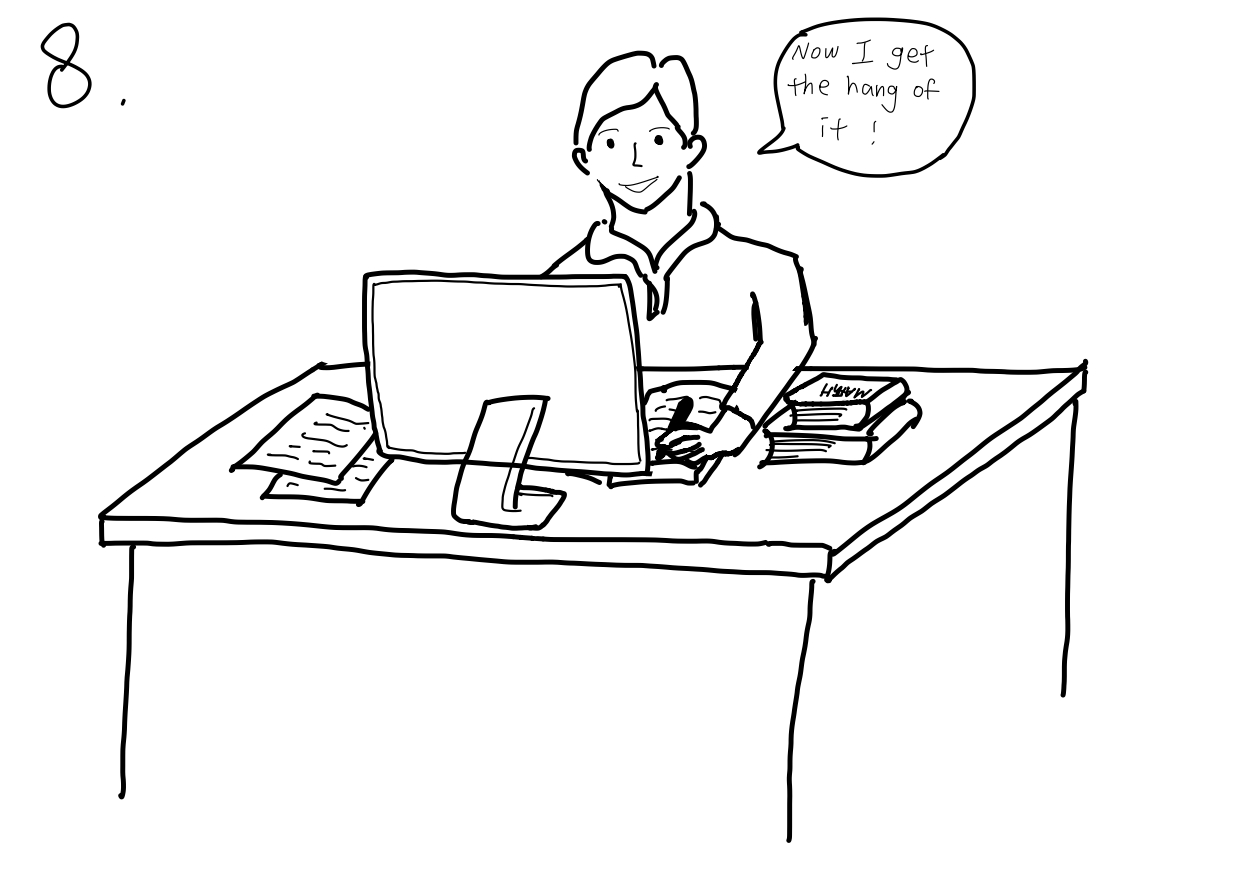 8.
Now I get
the hang of
it !
MATH